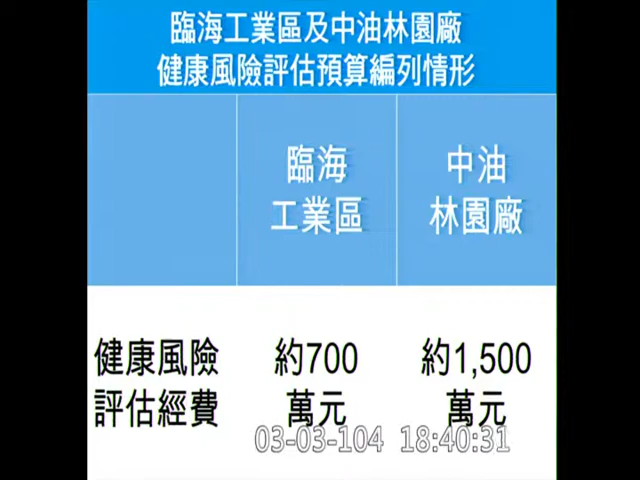 臨海工業區及中油林園廠
健康風險評估預算編列情形
臨海
工業區
中油
林園廠
健康風險
評估經費
約700
萬元
約1,500
萬元
03-03-104 18:40:31